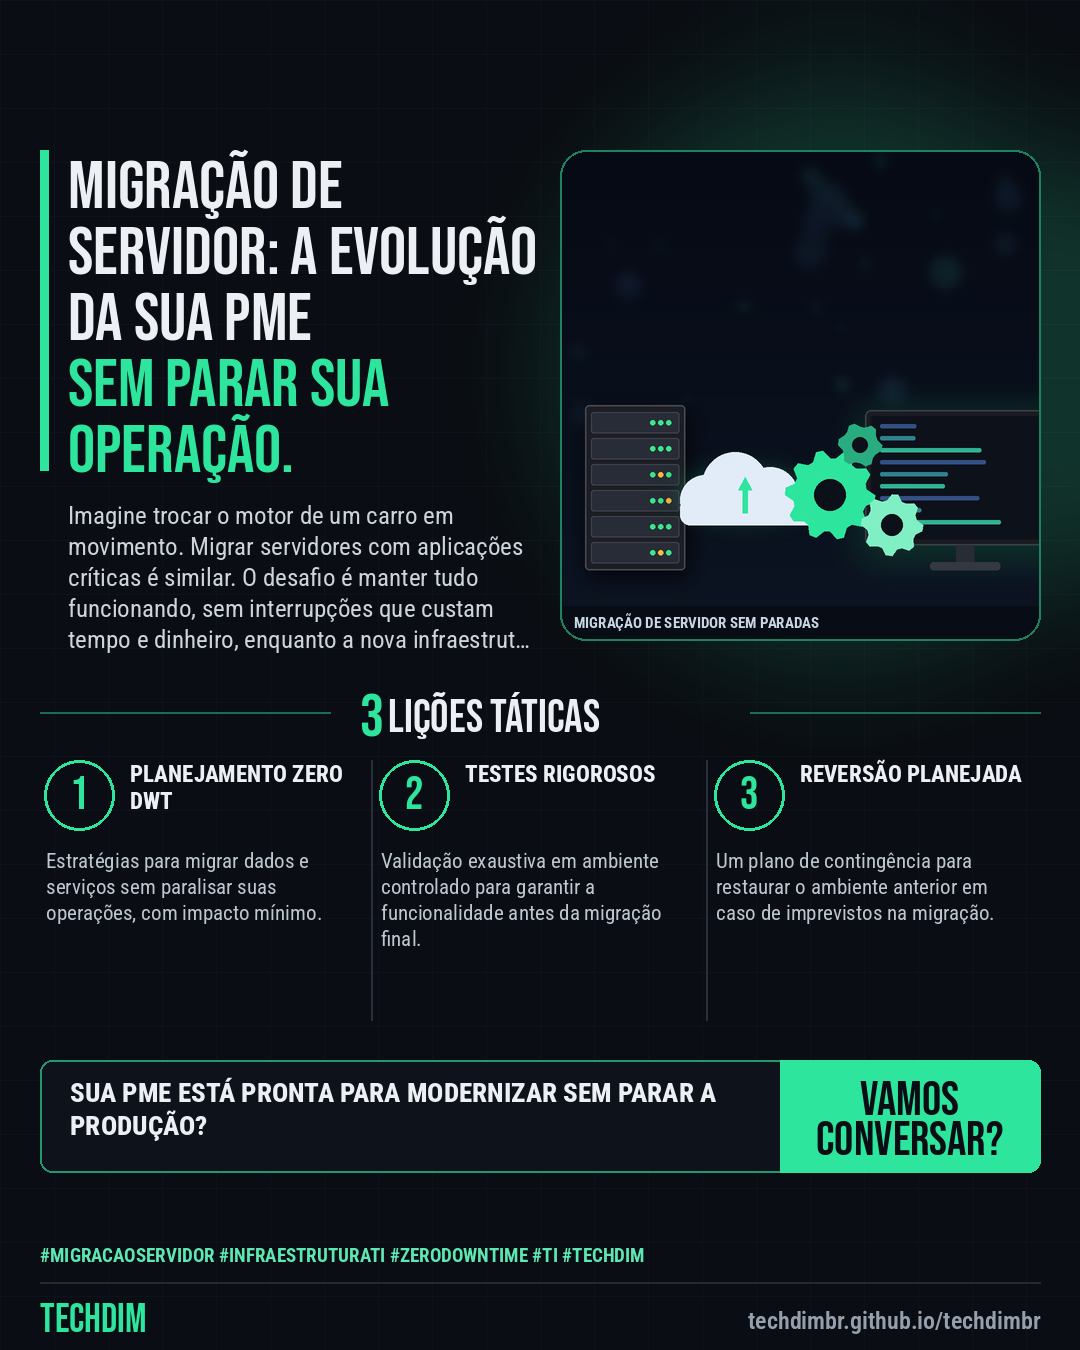 MIGRAÇÃO DE
SERVIDOR: A EVOLUÇÃO
DA SUA PME
SEM PARAR SUA
OPERAÇÃO.
Imagine trocar o motor de um carro em
movimento. Migrar servidores com aplicações
críticas é similar. O desafio é manter tudo
funcionando, sem interrupções que custam
tempo e dinheiro, enquanto a nova infraestrut...
MIGRAÇÃO DE SERVIDOR SEM PARADAS
3 LIÇÕES TÁTICAS
1
PLANEJAMENTO ZERO
DWT
Estratégias para migrar dados e
serviços sem paralisar suas
operações, com impacto mínimo.
2
TESTES RIGOROSOS
Validação exaustiva em ambiente
controlado para garantir a
funcionalidade antes da migração
final.
3
REVERSÃO PLANEJADA
Um plano de contingência para
restaurar o ambiente anterior em
caso de imprevistos na migração.
SUA PME ESTÁ PRONTA PARA MODERNIZAR SEM PARAR A
PRODUÇÃO?
VAMOS
CONVERSAR?
#MIGRACAOSERVIDOR #INFRAESTRUTURATI #ZERODOWNTIME #TI #TECHDIM
TECHDIM
techdimbr.github.io/techdimbr